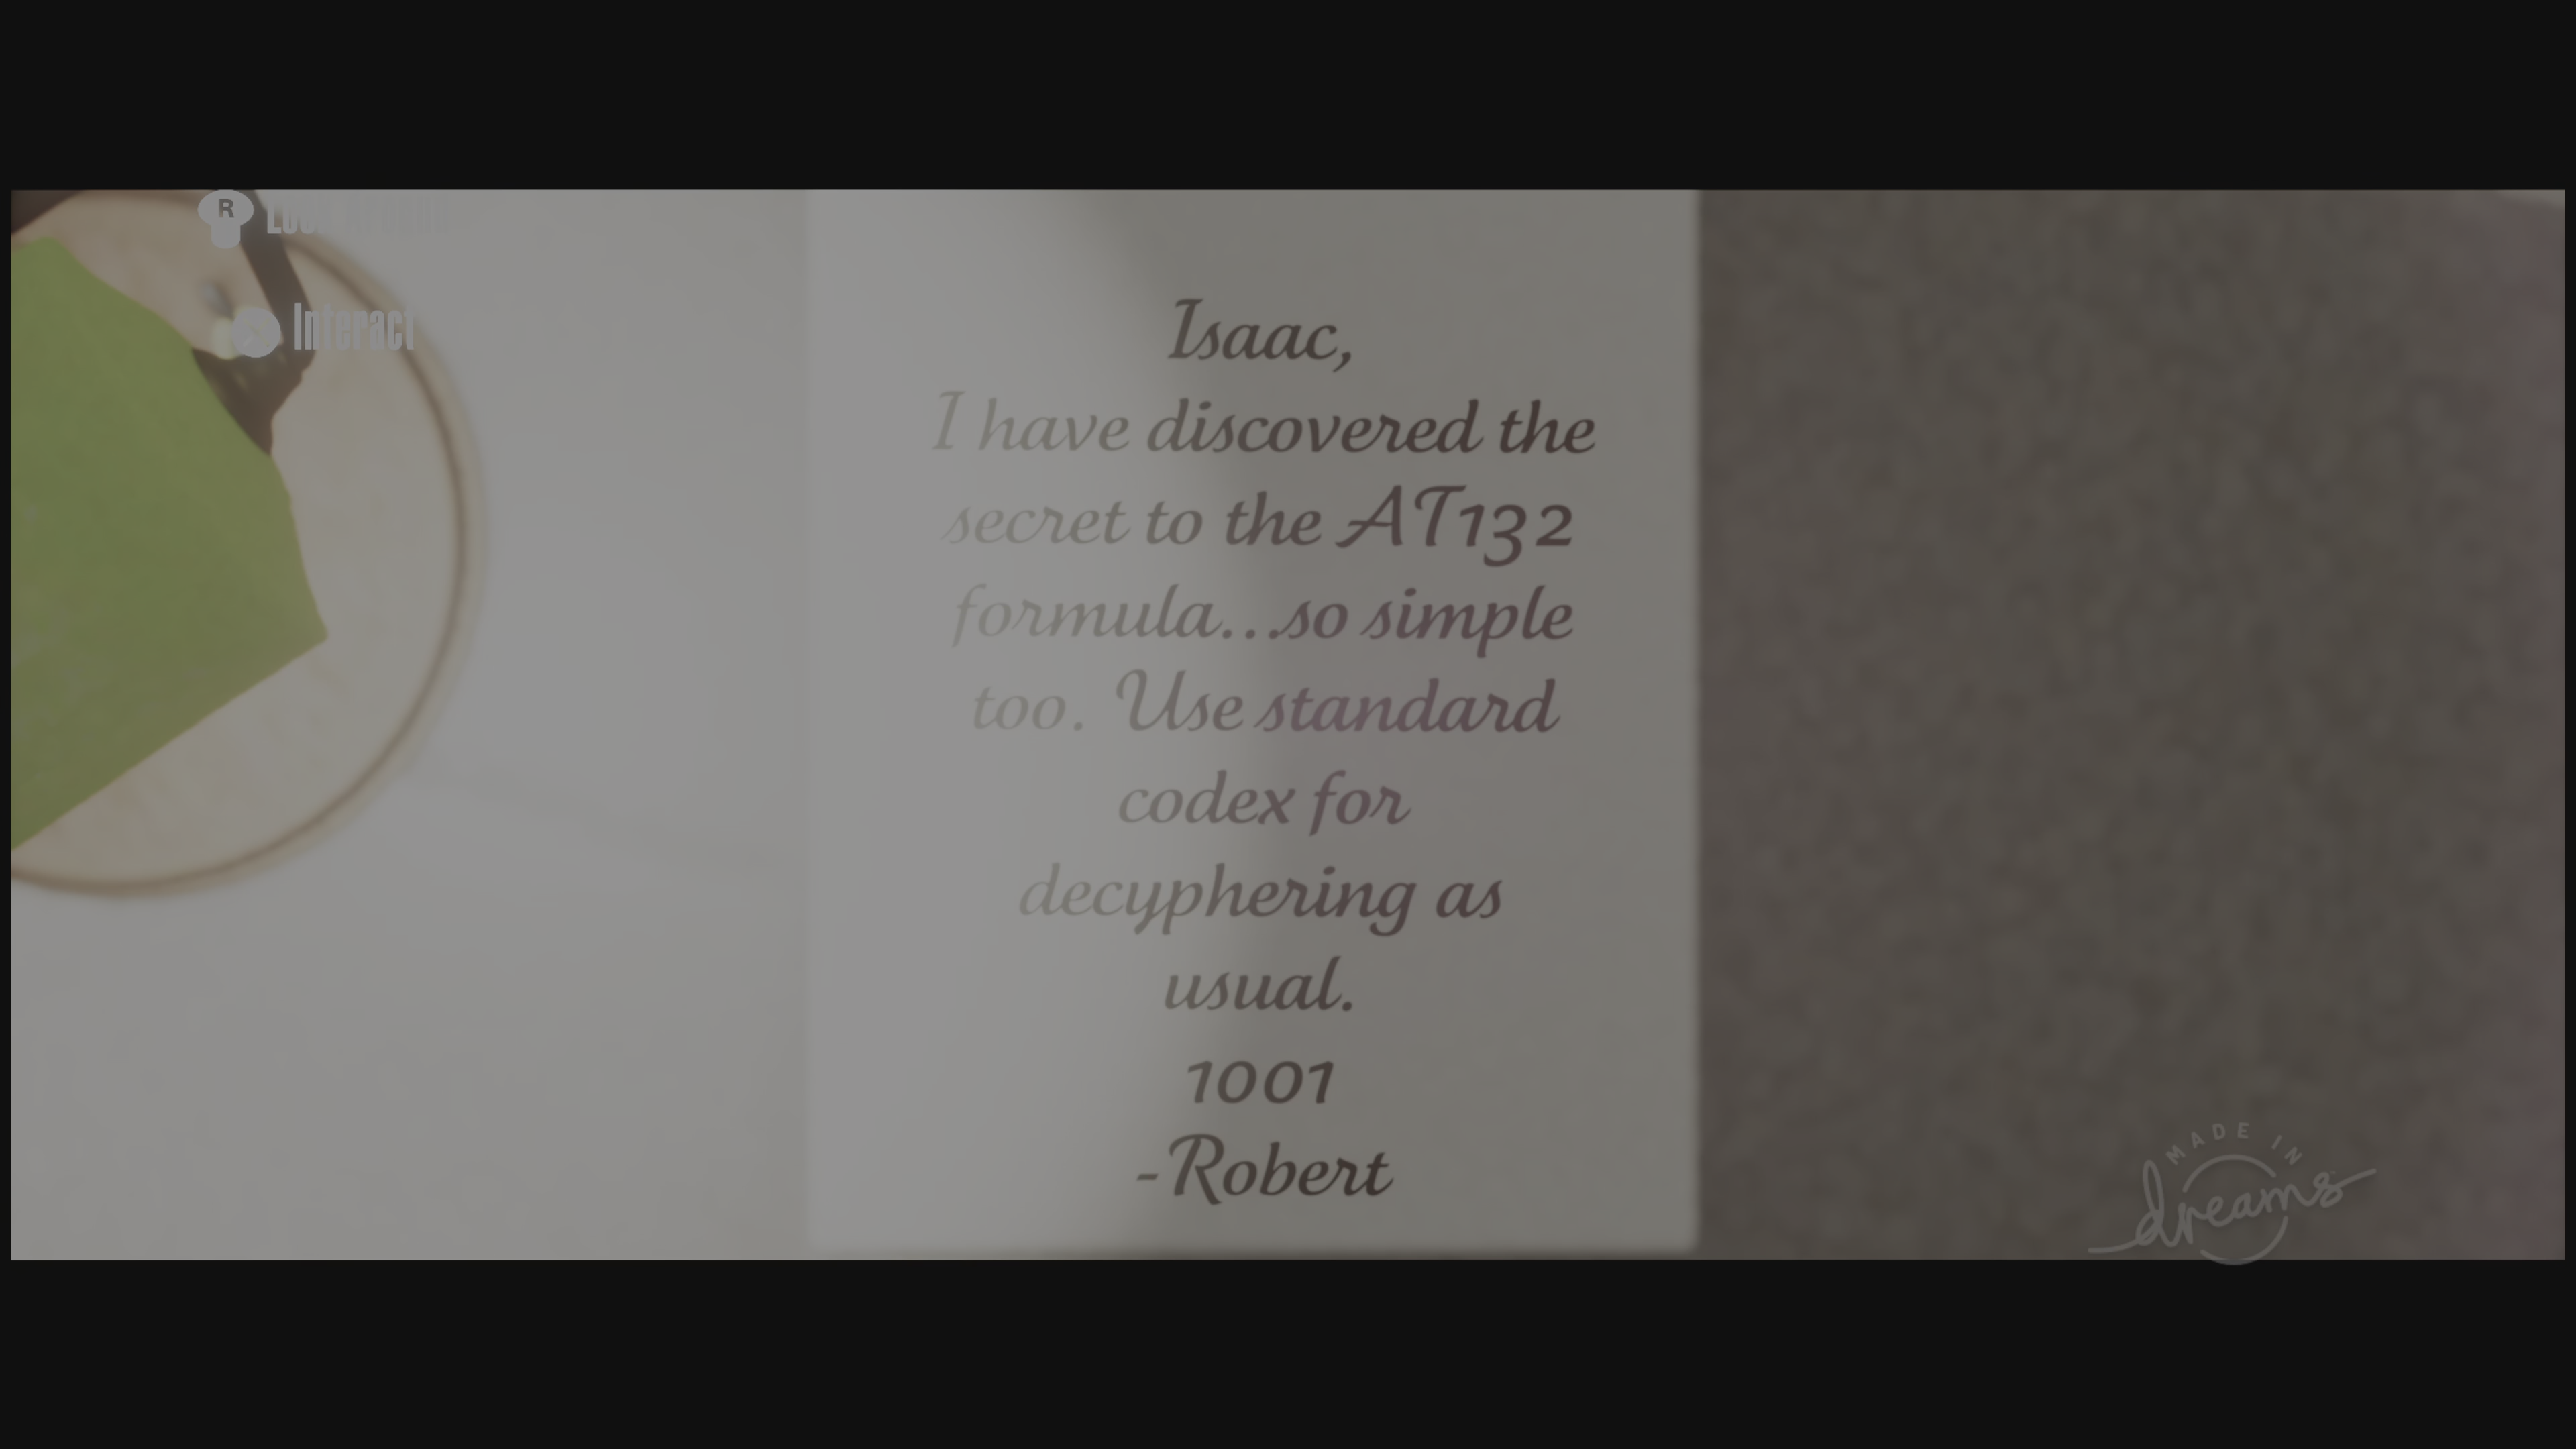 R
Interact
Isaac,
I have discovered the
secret to the AT132
formula...so simple
too. Use standard
codex for
decyphering as
usual.
1001
-Robert
MADE IN
dreams